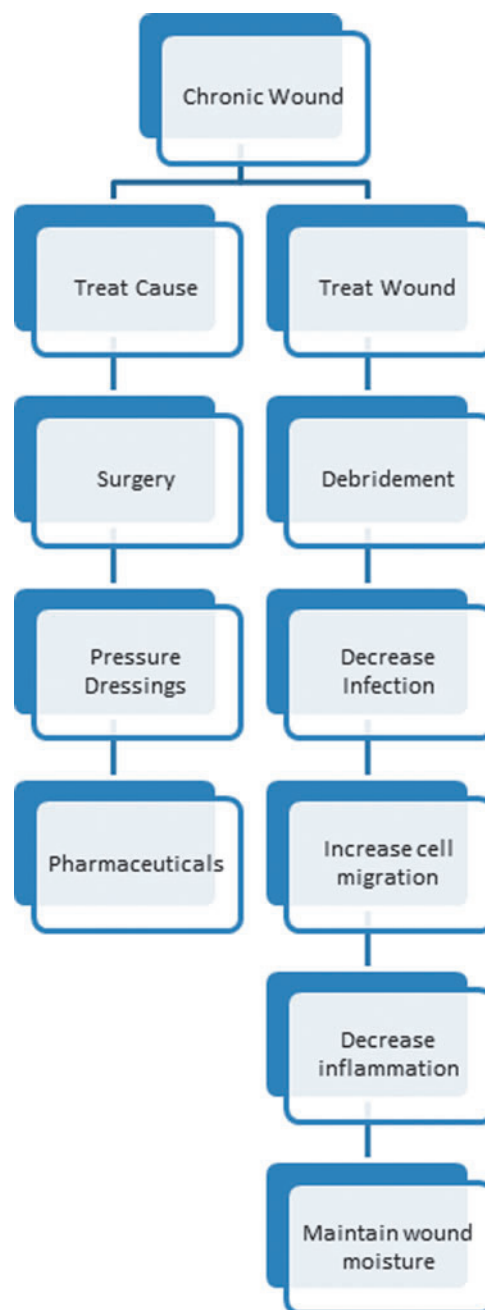 Chronic Wound
Treat Cause
Treat Wound
Surgery
Debridement
Pressure
Dressings
Decrease
Infection
Pharmaceuticals
Increase cell
migration
Decrease
inflammation
Maintain wound
moisture